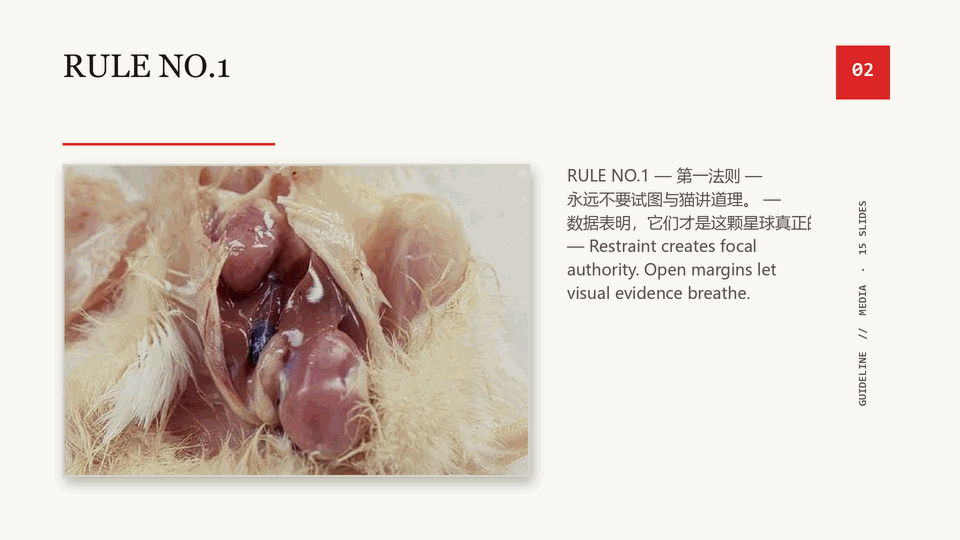 RULE NO.1
02
RULE NO.1 — 第一法则 —
永远不要试图与猫讲道理。 —
数据表明，它们才是这颗星球真正
— Restraint creates focal
authority. Open margins let
visual evidence breathe.
GUIDELINE // MEDIA · 15 SLIDES